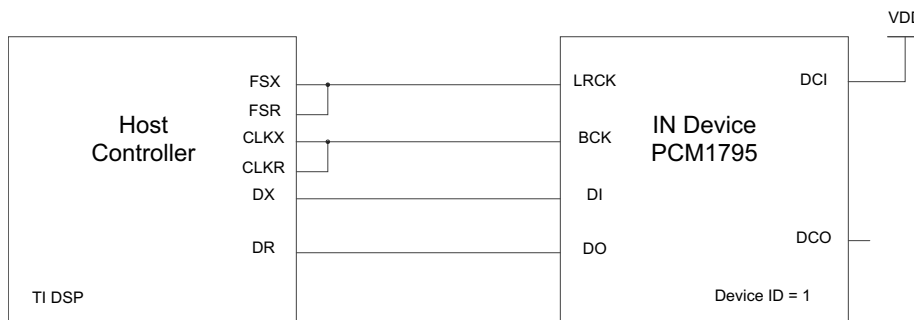 VDD
FSX
FSR
CLKX
CLKR
DX
DR
Host
Controller
TI DSP
LRCK
BCK
DI
DO
IN Device
PCM1795
DCI
DCO
Device ID = 1